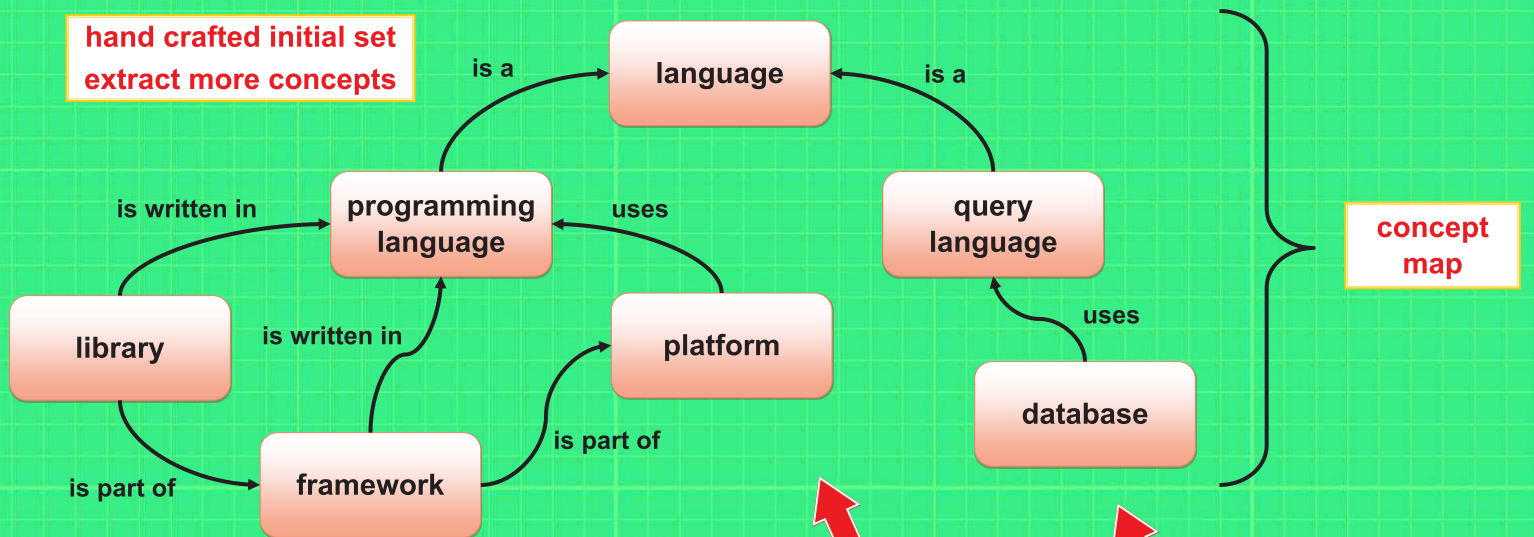 hand crafted initial set
extract more concepts
is a
language
is a
is written in
programming
language
uses
query
language
concept
map
library
is written in
platform
uses
database
is part of
framework
is part of